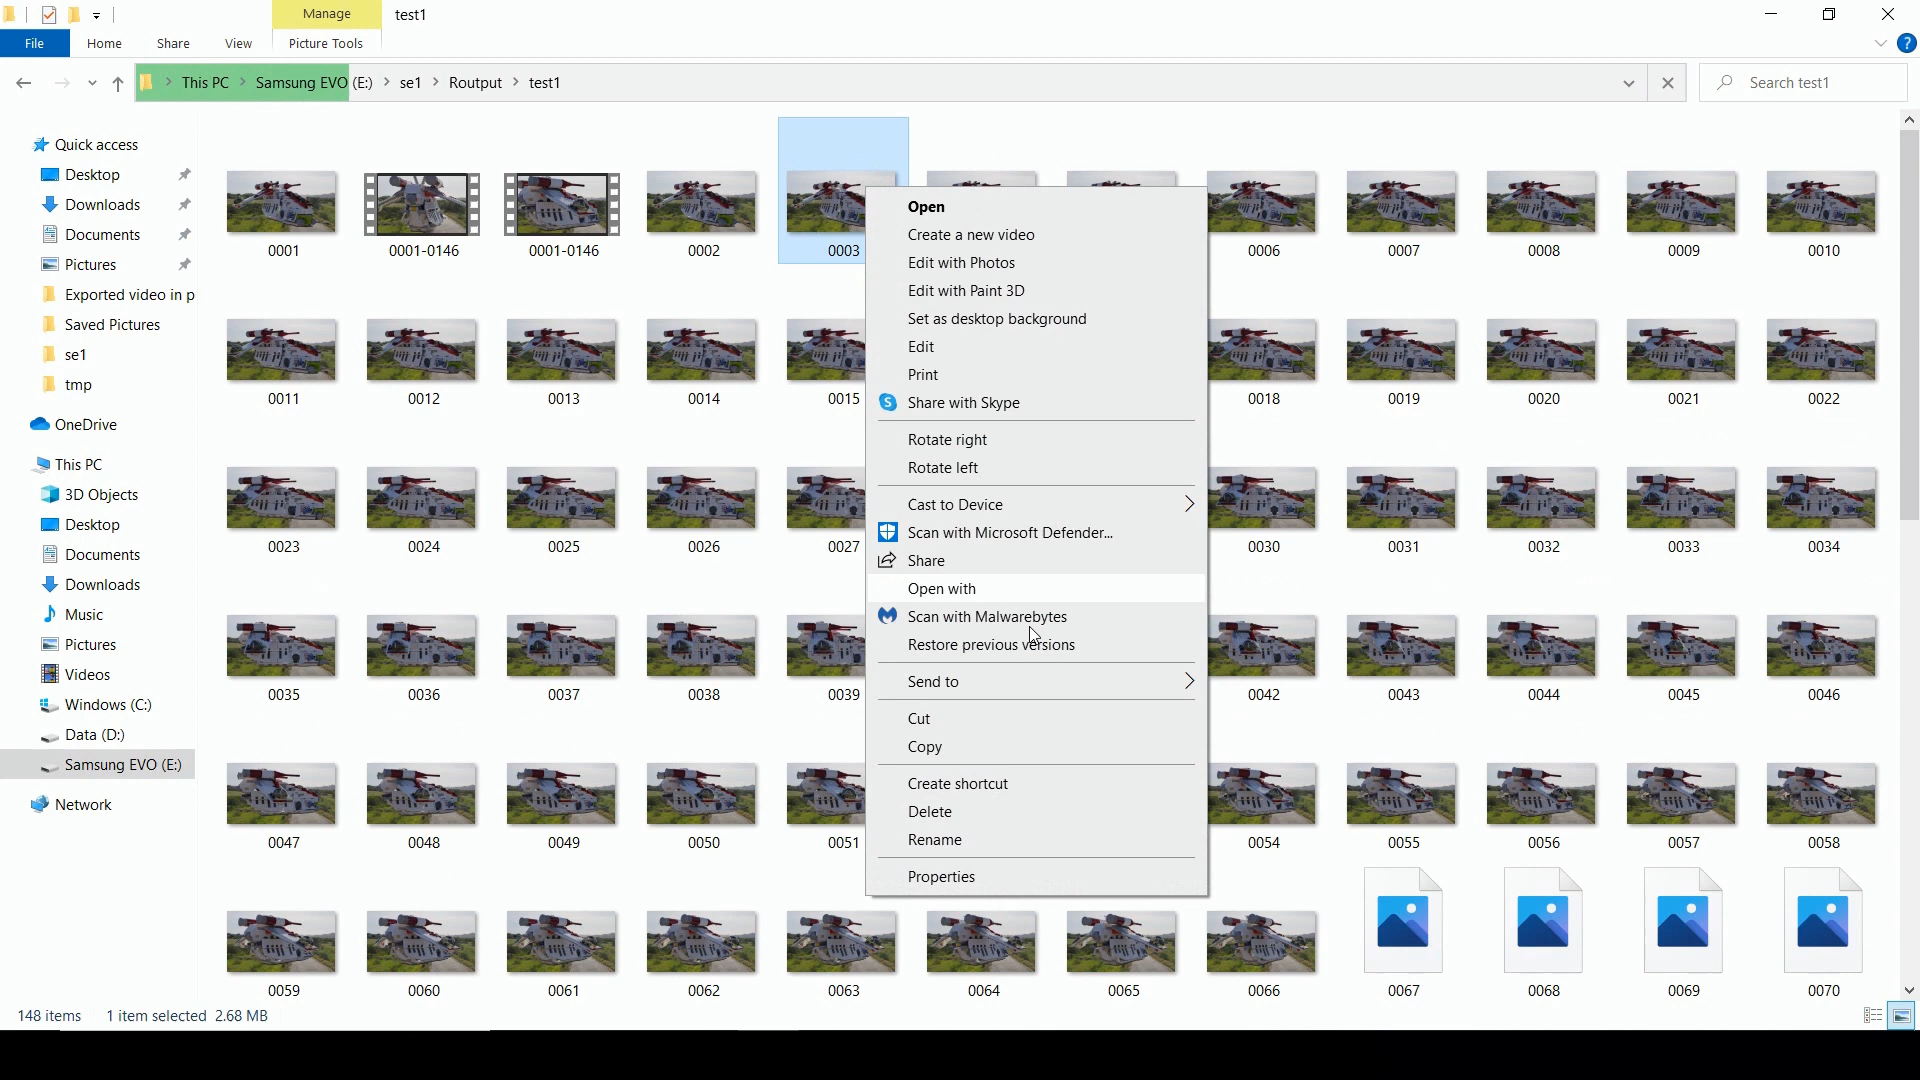 Manage
test1
File
Home
Share
View
Picture Tools
This PC
Samsung EVO (E:)
se1
Routput
test1
Search test1
Quick access
Desktop
Downloads
Documents
Pictures
Exported video in p
Saved Pictures
se1
tmp
OneDrive
This PC
3D Objects
Desktop
Documents
Downloads
Music
Pictures
Videos
Windows (C:)
Data (D:)
Samsung EVO (E:)
Network
0001
0001-0146
0001-0146
0002
0003
0006
0007
0008
0009
0010
0011
0012
0013
0014
0015
0018
0019
0020
0021
0022
0023
0024
0025
0026
0027
0030
0031
0032
0033
0034
0035
0036
0037
0038
0039
0042
0043
0044
0045
0046
0047
0048
0049
0050
0051
0054
0055
0056
0057
0058
0059
0060
0061
0062
0063
0064
0065
0066
0067
0068
0069
0070
Open
Create a new video
Edit with Photos
Edit with Paint 3D
Set as desktop background
Edit
Print
Share with Skype
Rotate right
Rotate left
Cast to Device
Scan with Microsoft Defender...
Share
Open with
Scan with Malwarebytes
Restore previous versions
Send to
Cut
Copy
Create shortcut
Delete
Rename
Properties
148 items
1 item selected 2.68 MB